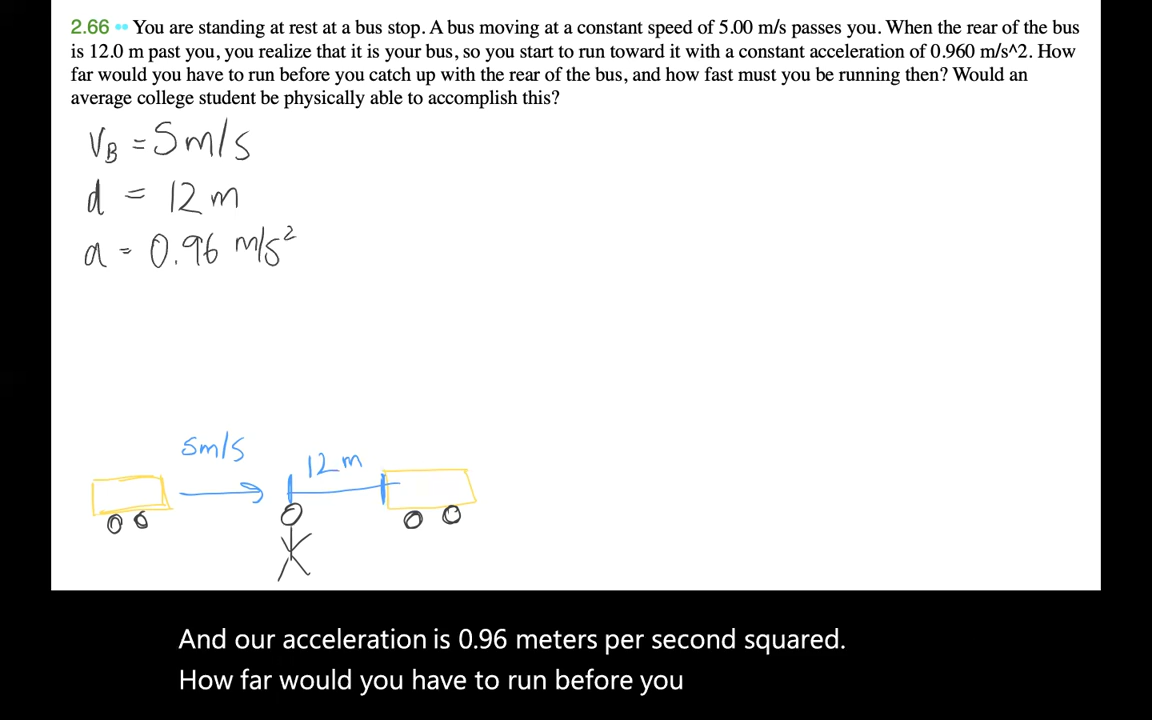 2.66 •• You are standing at rest at a bus stop. A bus moving at a constant speed of 5.00 m/s passes you. When the rear of the bus
is 12.0 m past you, you realize that it is your bus, so you start to run toward it with a constant acceleration of 0.960 m/s^2. How
far would you have to run before you catch up with the rear of the bus, and how fast must you be running then? Would an
average college student be physically able to accomplish this?
V_B = 5m/s
d = 12 m
a = 0.96 m/s²
5m/s
12m
And our acceleration is 0.96 meters per second squared.
How far would you have to run before you